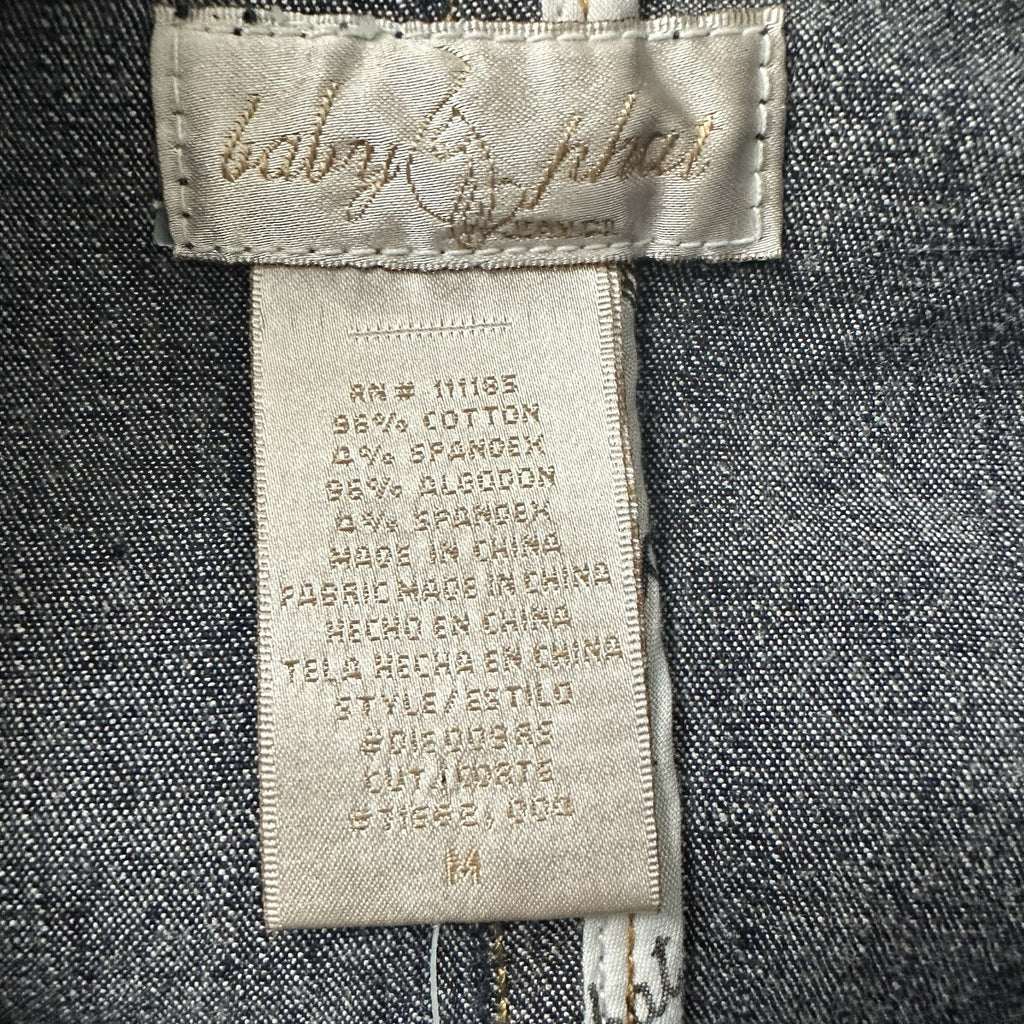 baby phat
JEAN CO.
RN # 111185
96% COTTON
4% SPANDEX
96% ALGODON
4% SPANDEX
MADE IN CHINA
FABRIC MADE IN CHINA
HECHO EN CHINA
TELA HECHA EN CHINA
STYLE/ESTILO
CUT/CORTE
M